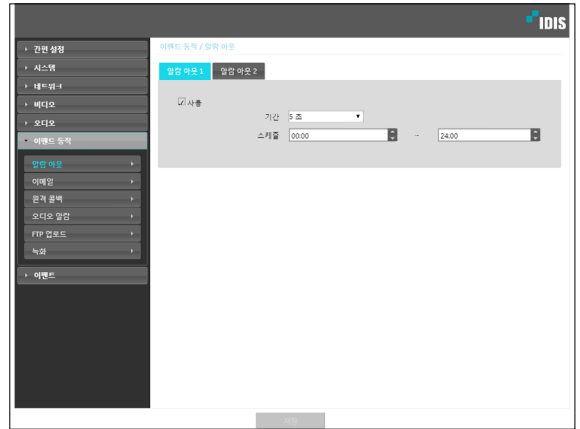 IDIS
간편 설정
시스템
네트워크
비디오
오디오
이벤트 동작
알람 아웃
이메일
원격 콜백
오디오 알람
FTP 업로드
녹화
이벤트
이벤트 동작 / 알람 아웃
알람 아웃 1 알람 아웃 2
사용
기간 5 초
스케줄 00:00 ~ 24:00
저장